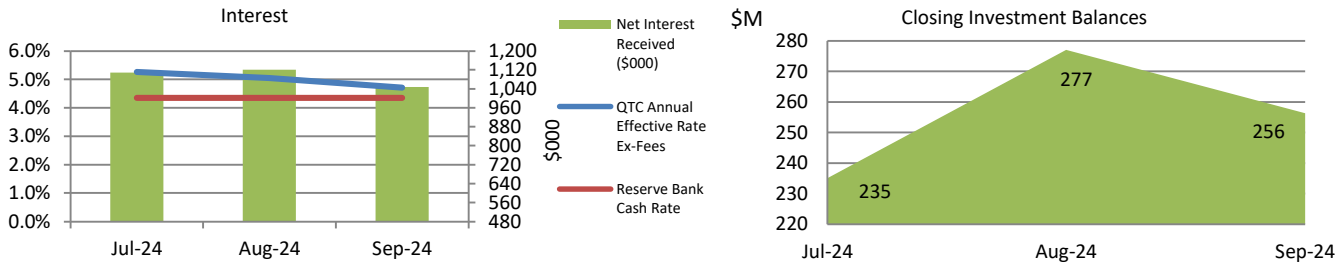 Interest
6.0%
5.0%
4.0%
3.0%
2.0%
1.0%
0.0%
1,200
1,120
1,040
960
880
800
720
640
560
480
$000
Jul-24
Aug-24
Sep-24
Net Interest
Received
($000)
QTC Annual
Effective Rate
Ex-Fees
Reserve Bank
Cash Rate
$M
Closing Investment Balances
280
270
260
250
240
230
220
235
277
256
Jul-24
Aug-24
Sep-24